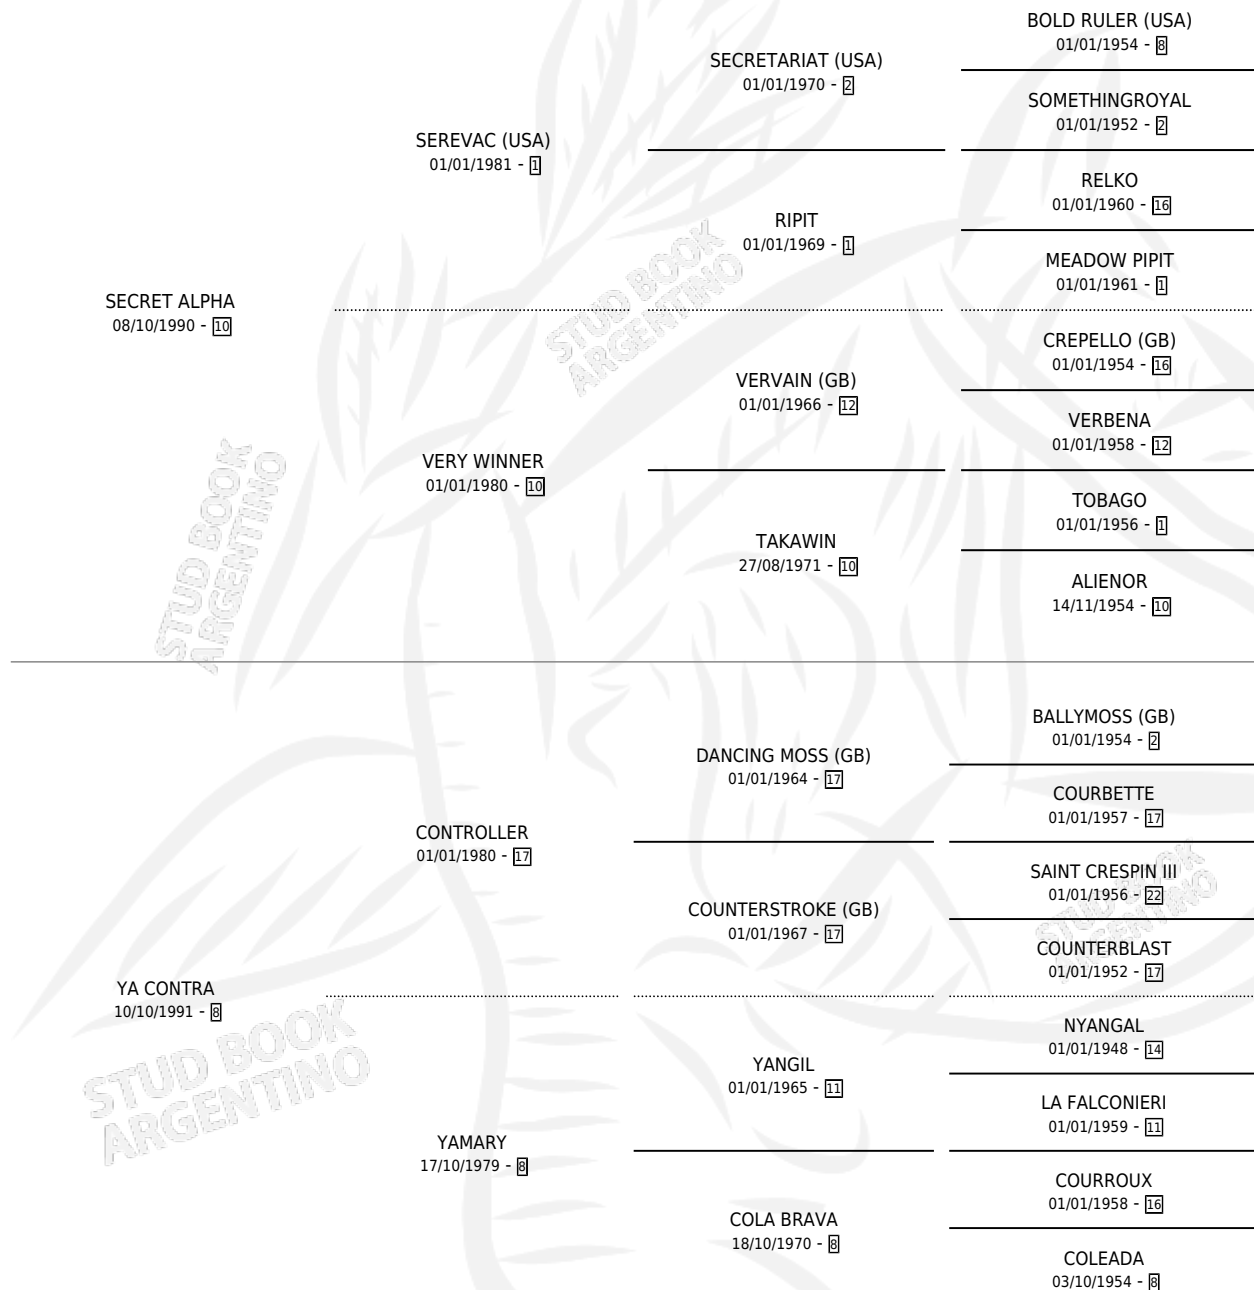 BOLD RULER (USA)
01/01/1954 - 8
SECRETARIAT (USA)
01/01/1970 - 2
SOMETHINGROYAL
01/01/1952 - 2
SEREVAC (USA)
01/01/1981 - 1
RELKO
01/01/1960 - 16
RIPIT
01/01/1969 - 1
MEADOW PIPIT
01/01/1961 - 1
SECRET ALPHA
08/10/1990 - 10
STUD BOOK
ARGENTINO
CREPELLO (GB)
01/01/1954 - 16
VERVAIN (GB)
01/01/1966 - 12
VERBENA
01/01/1958 - 12
VERY WINNER
01/01/1980 - 10
TOBAGO
01/01/1956 - 1
TAKAWIN
27/08/1971 - 10
ALIENOR
14/11/1954 - 10
STUD BOOK
ARGENTINO
BALLYMOSS (GB)
01/01/1954 - 2
DANCING MOSS (GB)
01/01/1964 - 17
COURBETTE
01/01/1957 - 17
CONTROLLER
01/01/1980 - 17
SAINT CRESPIN III
01/01/1956 - 22
COUNTERSTROKE (GB)
01/01/1967 - 17
COUNTERBLAST
01/01/1952 - 17
STUD BOOK
ARGENTINO
YA CONTRA
10/10/1991 - 8
NYANGAL
01/01/1948 - 14
YANGIL
01/01/1965 - 11
LA FALCONIERI
01/01/1959 - 11
STUD BOOK
ARGENTINO
YAMARY
17/10/1979 - 8
COURROUX
01/01/1958 - 16
COLA BRAVA
18/10/1970 - 8
COLEADA
03/10/1954 - 8